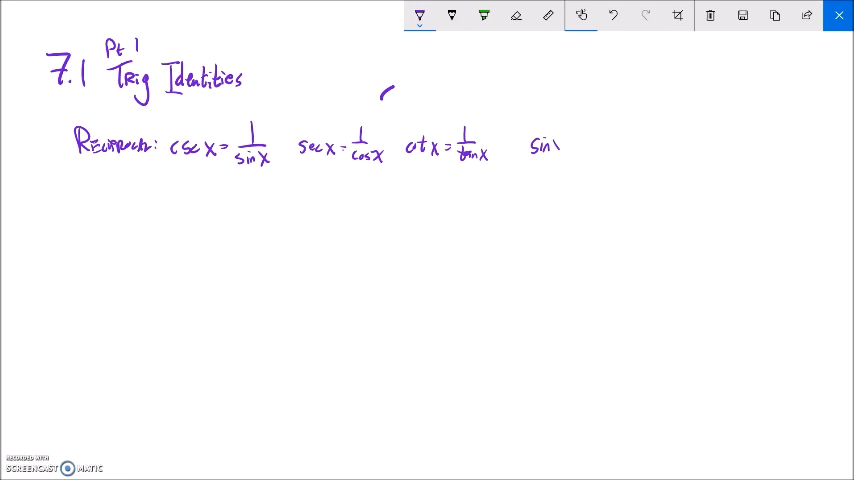 7.1 Pt 1
Trig Identities
Reciprocal: csc x = 1/sin x sec x = 1/cos x cot x = 1/tan x sin
RECORDED WITH
SCREENCAST MATIC